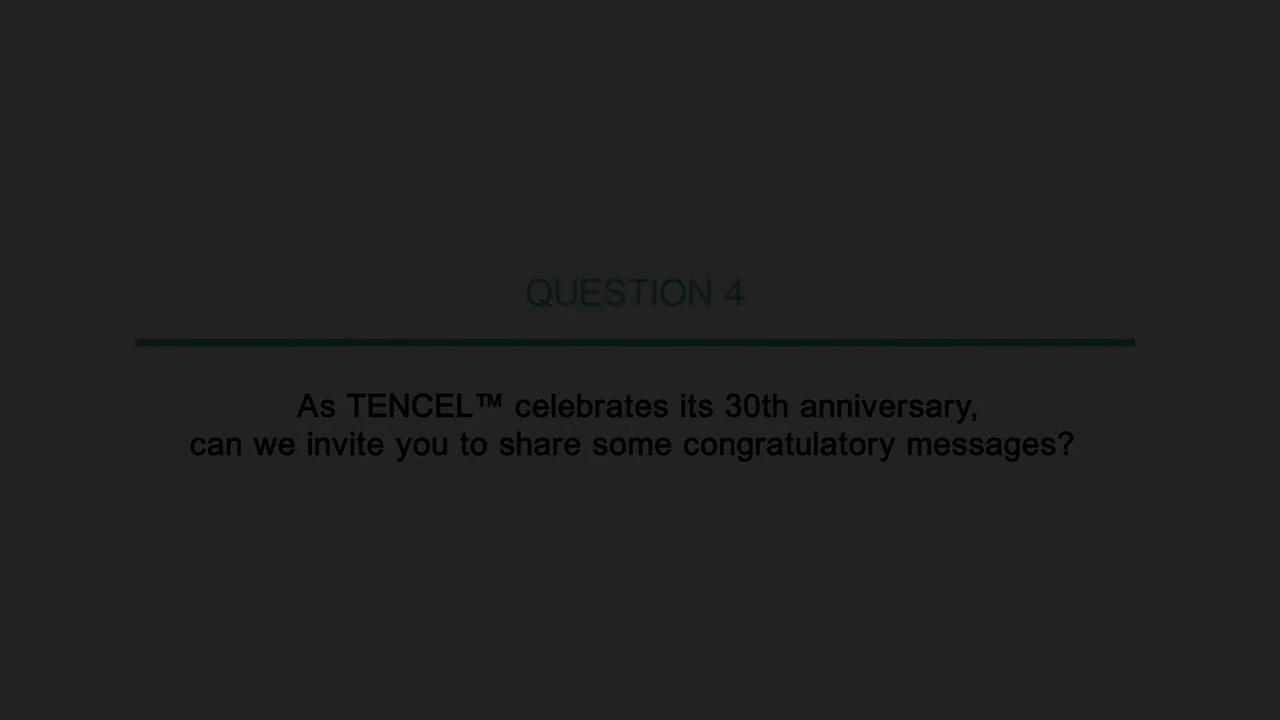 QUESTION 4
As TENCEL™ celebrates its 30th anniversary,
can we invite you to share some congratulatory messages?